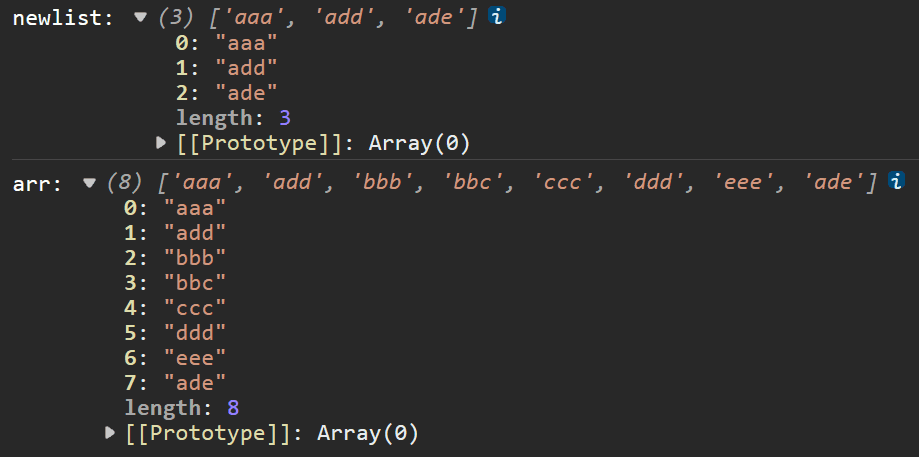 newlist: ▼ (3) ['aaa', 'add', 'ade'] i
0: "aaa"
1: "add"
2: "ade"
length: 3
▶ [[Prototype]]: Array(0)
arr: ▼ (8) ['aaa', 'add', 'bbb', 'bbc', 'ccc', 'ddd', 'eee', 'ade'] i
0: "aaa"
1: "add"
2: "bbb"
3: "bbc"
4: "ccc"
5: "ddd"
6: "eee"
7: "ade"
length: 8
▶ [[Prototype]]: Array(0)